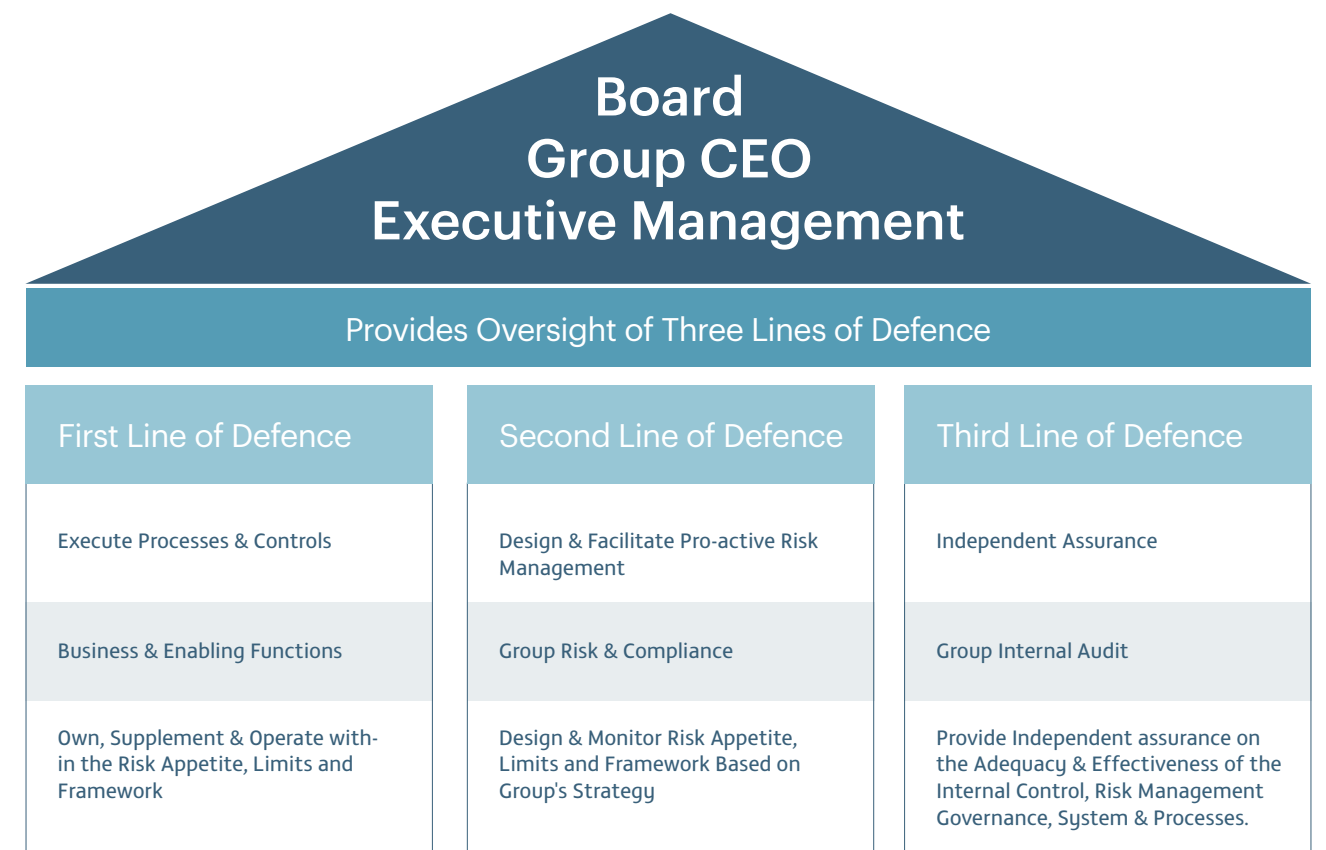 Board
Group CEO
Executive Management
Provides Oversight of Three Lines of Defence
First Line of Defence
Execute Processes & Controls
Business & Enabling Functions
Own, Supplement & Operate with-
in the Risk Appetite, Limits and
Framework
Second Line of Defence
Design & Facilitate Pro-active Risk
Management
Group Risk & Compliance
Design & Monitor Risk Appetite,
Limits and Framework Based on
Group's Strategy
Third Line of Defence
Independent Assurance
Group Internal Audit
Provide Independent assurance on
the Adequacy & Effectiveness of the
Internal Control, Risk Management
Governance, System & Processes.